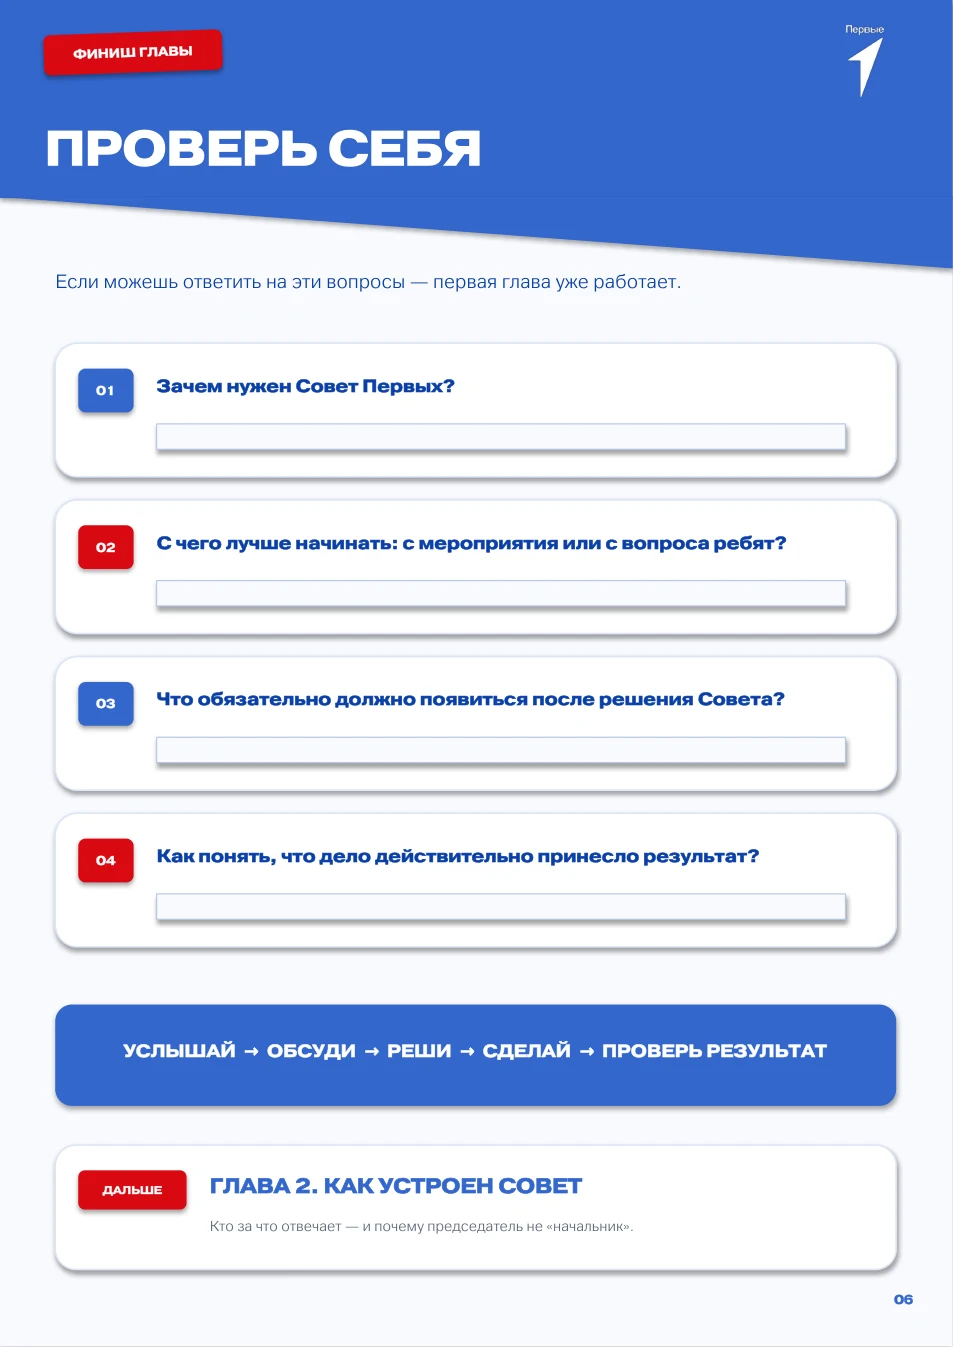 ФИНИШ ГЛАВЫ
Первые
ПРОВЕРЬ СЕБЯ
Если можешь ответить на эти вопросы — первая глава уже работает.
01
Зачем нужен Совет Первых?
02
С чего лучше начинать: с мероприятия или с вопроса ребят?
03
Что обязательно должно появиться после решения Совета?
04
Как понять, что дело действительно принесло результат?
УСЛЫШАЙ → ОБСУДИ → РЕШИ → СДЕЛАЙ → ПРОВЕРЬ РЕЗУЛЬТАТ
ДАЛЬШЕ
ГЛАВА 2. КАК УСТРОЕН СОВЕТ
Кто за что отвечает — и почему председатель не «начальник».
06